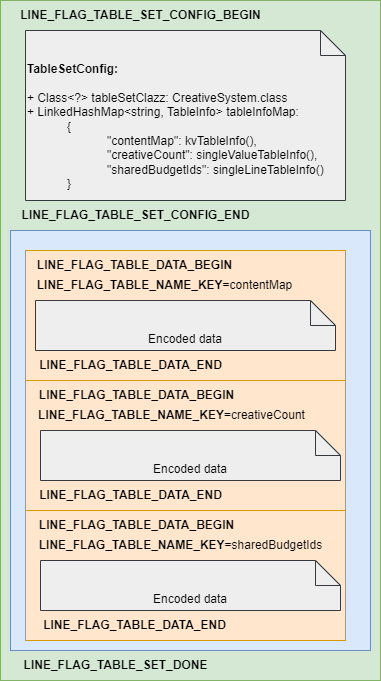 LINE_FLAG_TABLE_SET_CONFIG_BEGIN
TableSetConfig:
+ Class<?> tableSetClazz: CreativeSystem.class
+ LinkedHashMap<string, TableInfo> tableInfoMap:
{
"contentMap": kvTableInfo(),
"creativeCount": singleValueTableInfo(),
"sharedBudgetIds": singleLineTableInfo()
}
LINE_FLAG_TABLE_SET_CONFIG_END
LINE_FLAG_TABLE_DATA_BEGIN
LINE_FLAG_TABLE_NAME_KEY=contentMap
Encoded data
LINE_FLAG_TABLE_DATA_END
LINE_FLAG_TABLE_DATA_BEGIN
LINE_FLAG_TABLE_NAME_KEY=creativeCount
Encoded data
LINE_FLAG_TABLE_DATA_END
LINE_FLAG_TABLE_DATA_BEGIN
LINE_FLAG_TABLE_NAME_KEY=sharedBudgetIds
Encoded data
LINE_FLAG_TABLE_DATA_END
LINE_FLAG_TABLE_SET_DONE